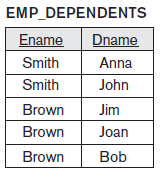 EMP_DEPENDENTS
Ename Dname
Smith Anna
Smith John
Brown Jim
Brown Joan
Brown Bob